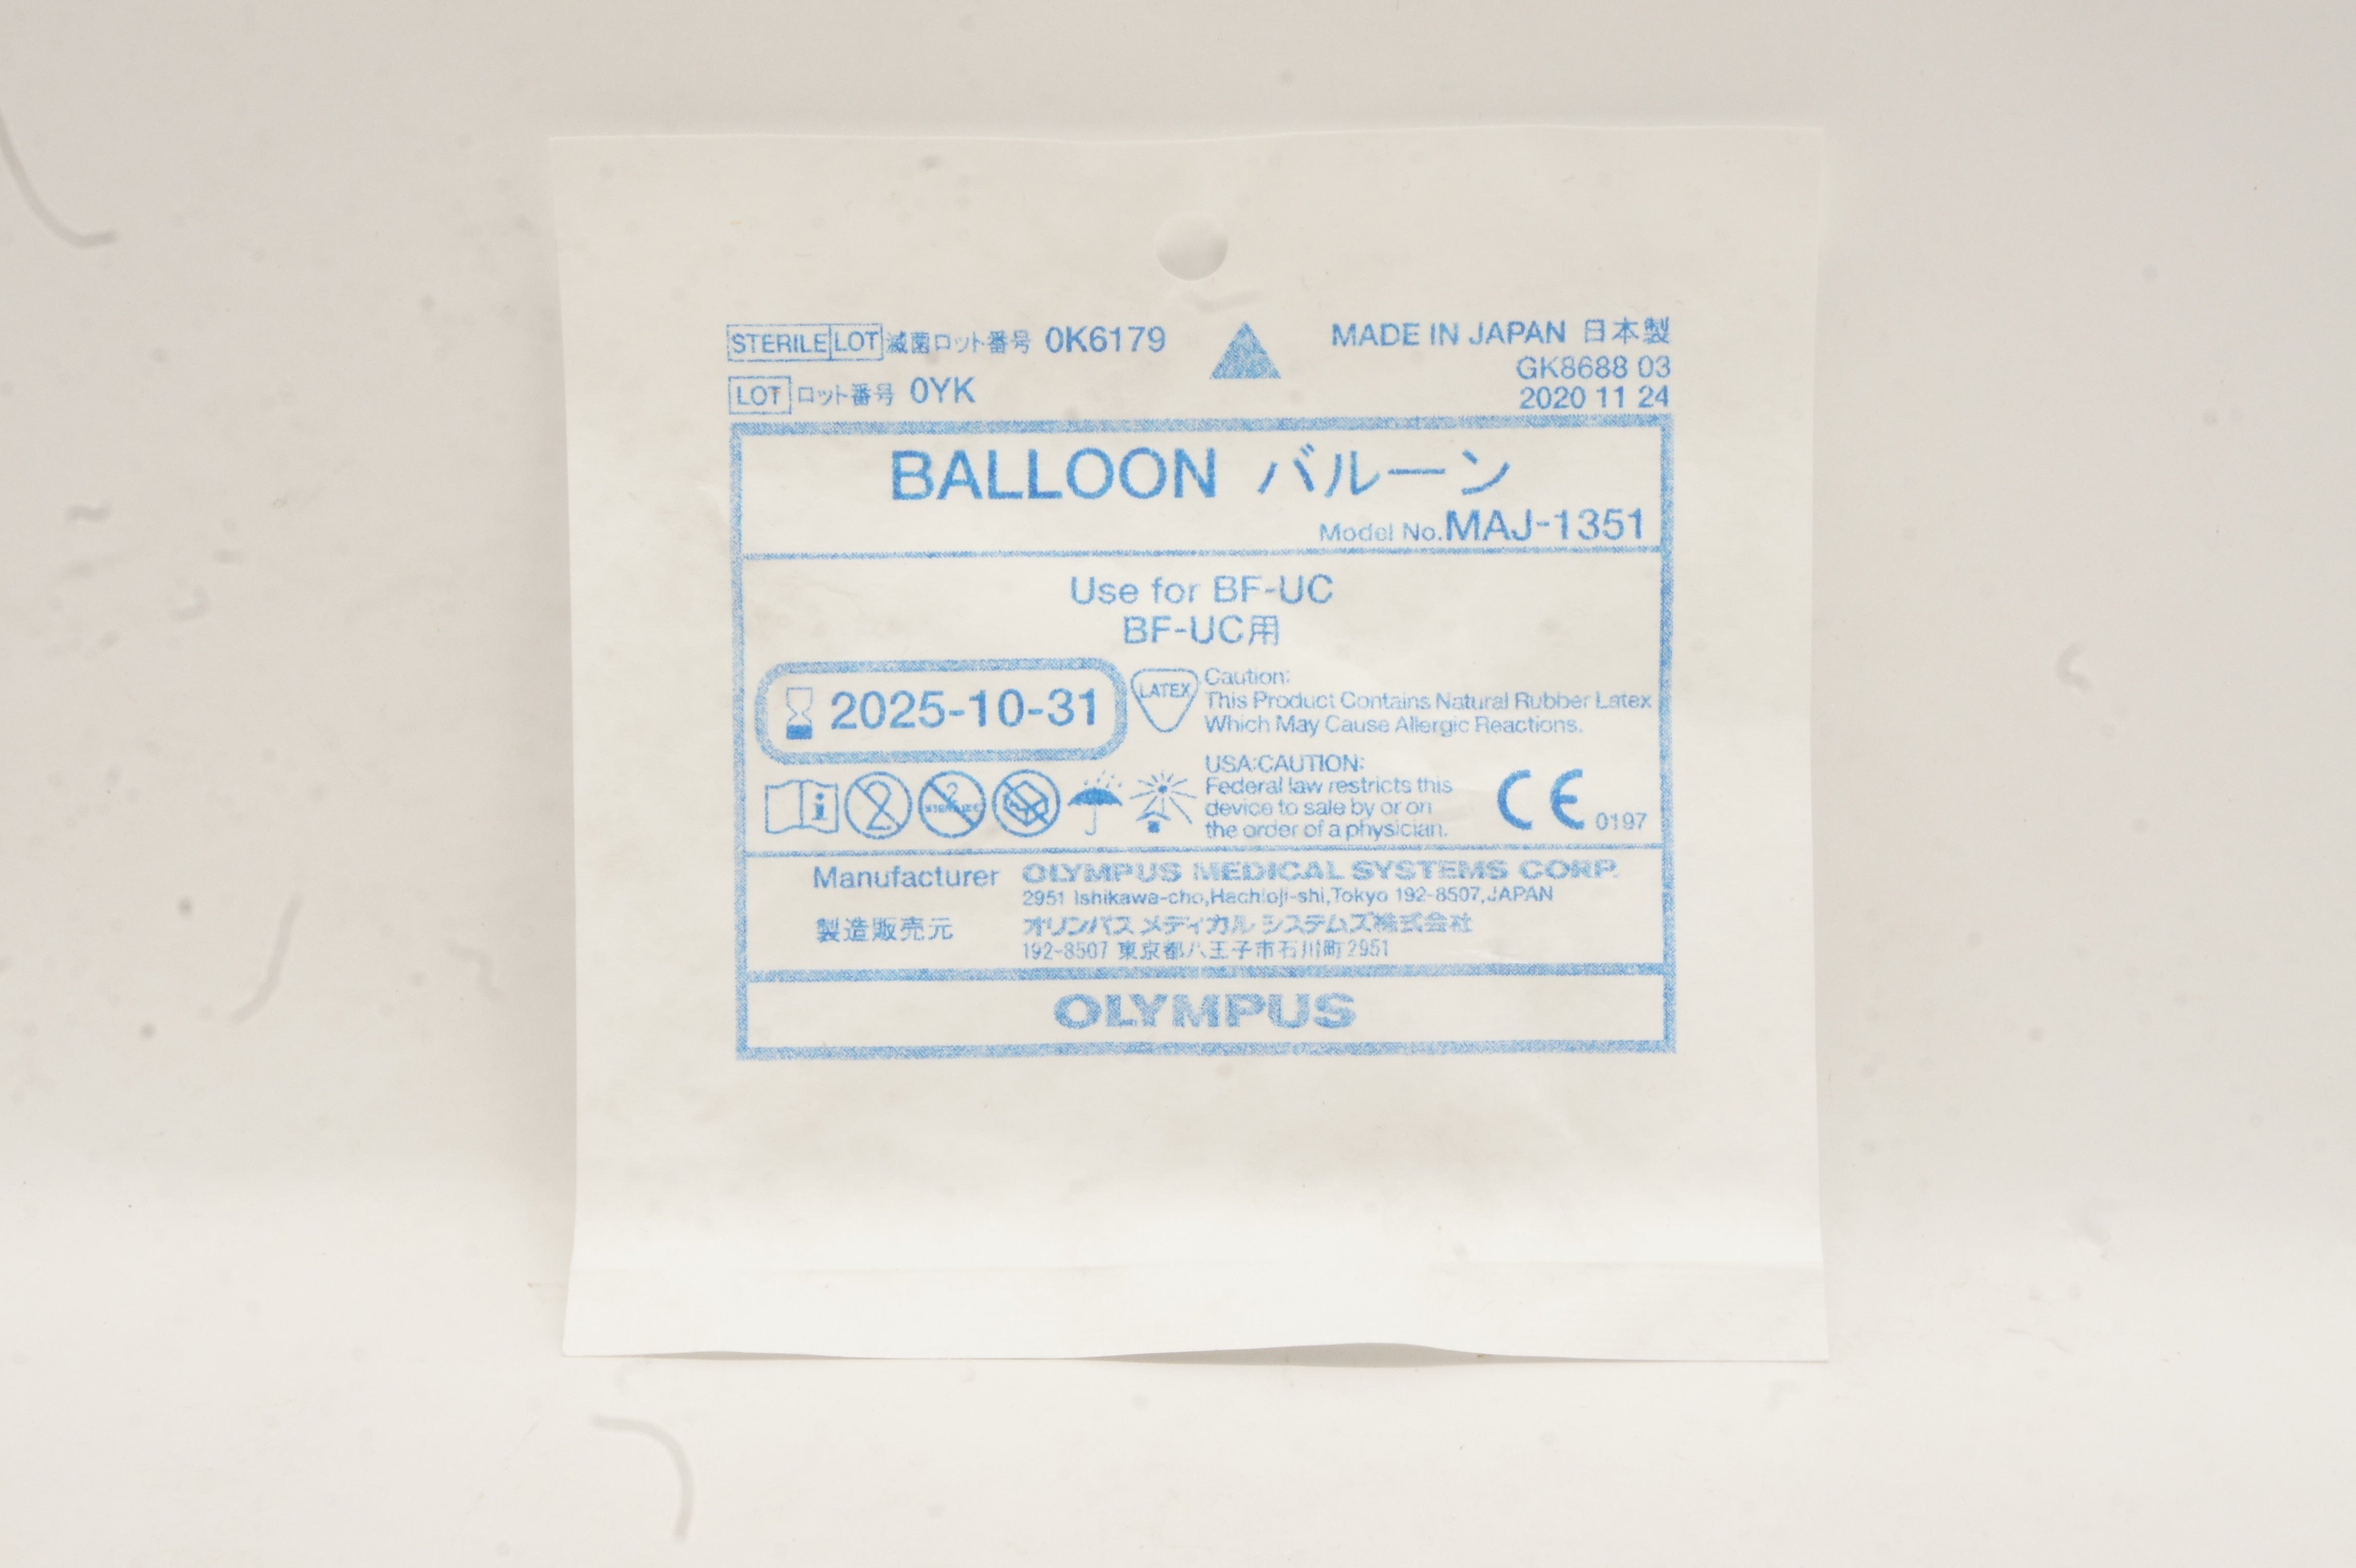 STERILE LOT 滅菌ロット番号 0K6179
LOT ロット番号 0YK
MADE IN JAPAN 日本製
GK8688 03
2020 11 24
BALLOON バルーン
Model No.MAJ-1351
Use for BF-UC
BF-UC用
2025-10-31
LATEX
Caution:
This Product Contains Natural Rubber Latex
Which May Cause Allergic Reactions.
2
2
STERILIZE
USA:CAUTION:
Federal law restricts this
device to sale by or on
the order of a physician.
CE 0197
Manufacturer OLYMPUS MEDICAL SYSTEMS CORP.
2951 Ishikawa-cho,Hachioji-shi,Tokyo 192-8507,JAPAN
製造販売元 オリンパス メディカル システムズ株式会社
192-8507 東京都八王子市石川町2951
OLYMPUS